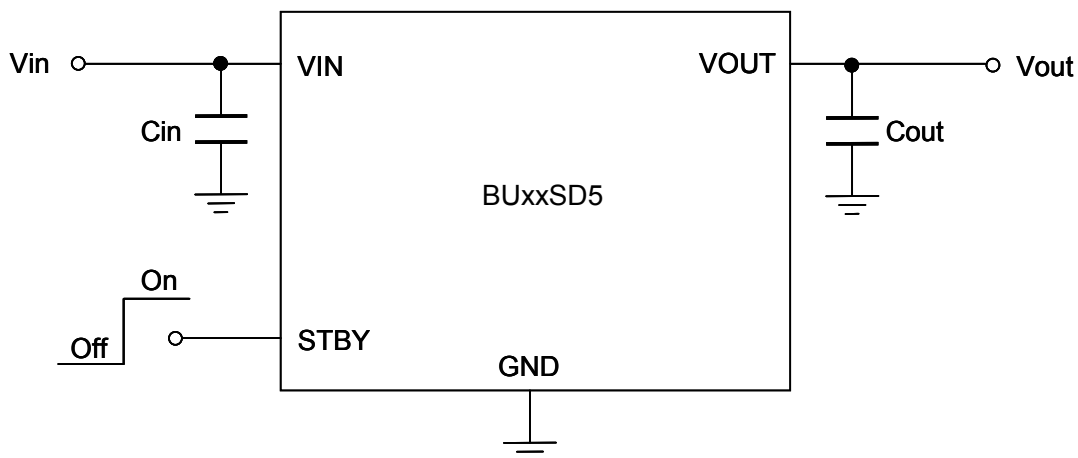 Vin
VIN
VOUT
Vout
Cin
Cout
BUxxSD5
On
Off
STBY
GND